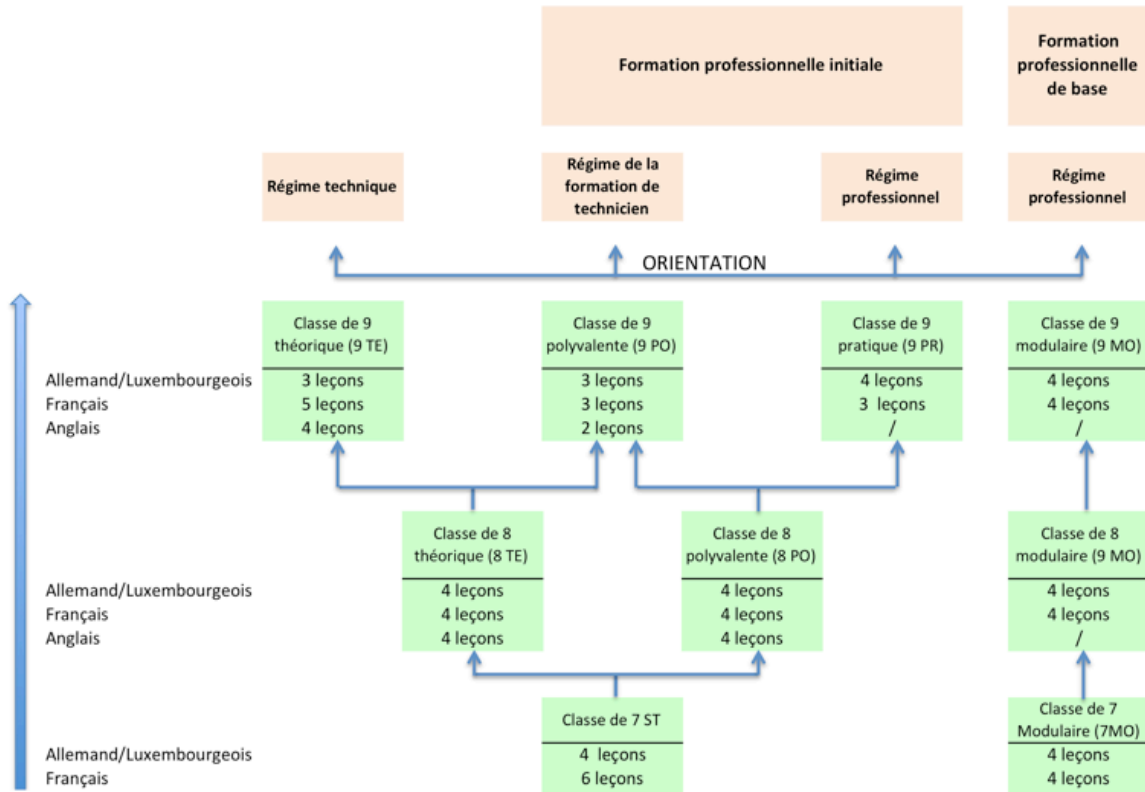 Formation professionnelle initiale
Formation
professionnelle
de base
Régime technique
Régime de la
formation de
technicien
Régime
professionnel
Régime
professionnel
ORIENTATION
Classe de 9
théorique (9 TE)
Classe de 9
polyvalente (9 PO)
Classe de 9
pratique (9 PR)
Classe de 9
modulaire (9 MO)
Allemand/Luxembourgeois 3 leçons 3 leçons 4 leçons 4 leçons
Français 5 leçons 3 leçons 3 leçons 4 leçons
Anglais 4 leçons 2 leçons / /
Classe de 8
théorique (8 TE)
Classe de 8
polyvalente (8 PO)
Classe de 8
modulaire (9 MO)
Allemand/Luxembourgeois 4 leçons 4 leçons 4 leçons
Français 4 leçons 4 leçons 4 leçons
Anglais 4 leçons 4 leçons /
Classe de 7 ST
Classe de 7
Modulaire (7MO)
Allemand/Luxembourgeois 4 leçons 4 leçons
Français 6 leçons 4 leçons